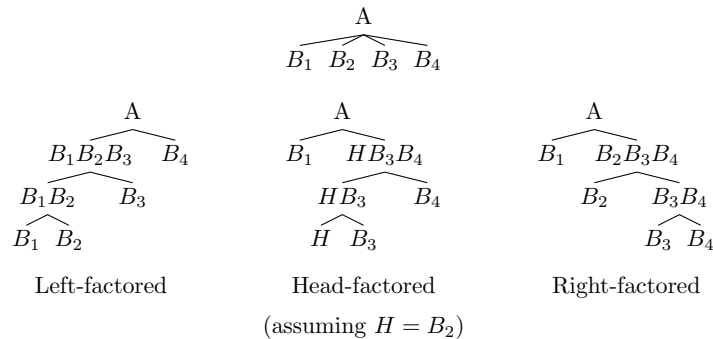 A
B₁ B₂ B₃ B₄
A A A
B₁B₂B₃ B₄ B₁ HB₃B₄ B₁ B₂B₃B₄
B₁B₂ B₃ HB₃ B₄ B₂ B₃B₄
B₁ B₂ H B₃ B₃ B₄
Left-factored Head-factored Right-factored
(assuming H = B₂)